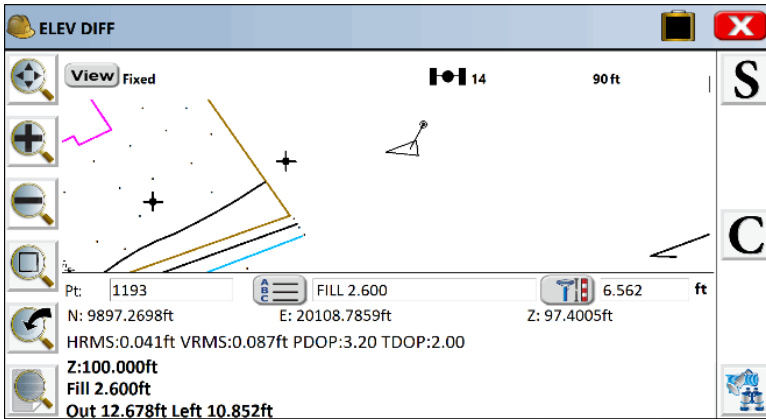 ELEV DIFF X
View Fixed 14 90 ft S
C
Pt: 1193 A B C FILL 2.600 6.562 ft
N: 9897.2698ft E: 20108.7859ft Z: 97.4005ft
HRMS:0.041ft VRMS:0.087ft PDOP:3.20 TDOP:2.00
Z:100.000ft
Fill 2.600ft
Out 12.678ft Left 10.852ft